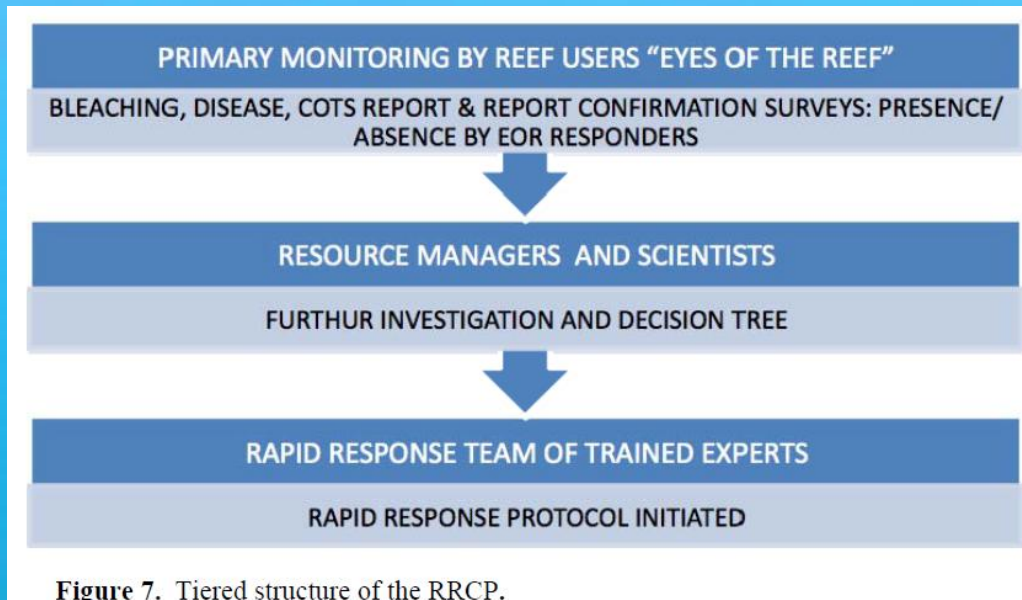 PRIMARY MONITORING BY REEF USERS “EYES OF THE REEF”
BLEACHING, DISEASE, COTS REPORT & REPORT CONFIRMATION SURVEYS: PRESENCE/
ABSENCE BY EOR RESPONDERS
RESOURCE MANAGERS AND SCIENTISTS
FURTHUR INVESTIGATION AND DECISION TREE
RAPID RESPONSE TEAM OF TRAINED EXPERTS
RAPID RESPONSE PROTOCOL INITIATED
Figure 7. Tiered structure of the RRCP.